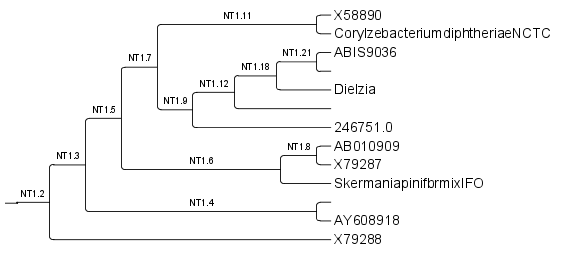 NT1.11
X58890
CorylzebacteriumdiphtheriaeNCTC
NT1.21
ABIS9036
NT1.7
NT1.18
NT1.12
Dielzia
NT1.9
NT1.5
246751.0
NT1.8
AB010909
NT1.6
X79287
NT1.3
SkermaniapinifbrmixIFO
NT1.2
NT1.4
AY608918
X79288